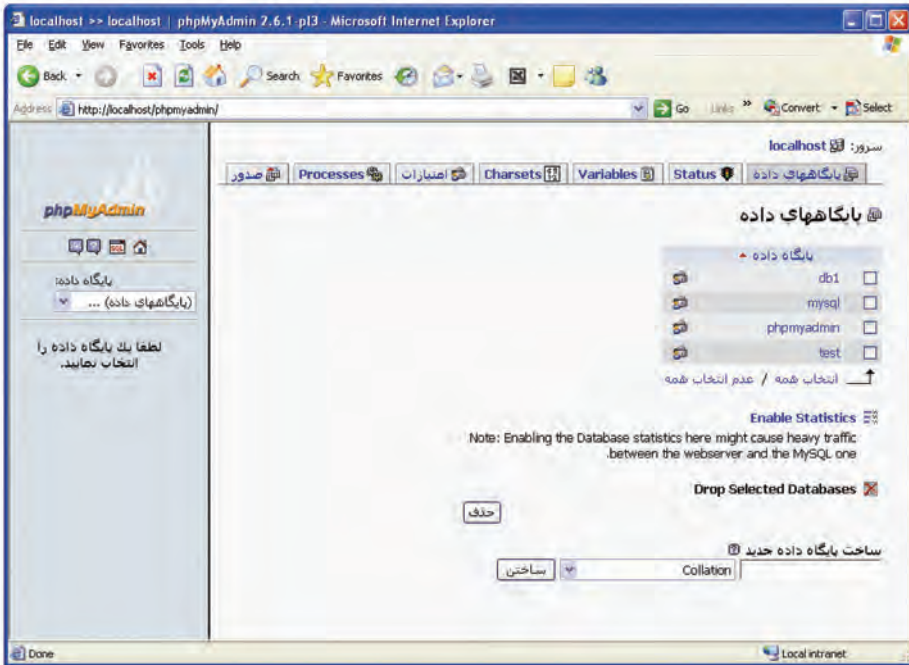 localhost >> localhost | phpMyAdmin 2.6.1-pl3 - Microsoft Internet Explorer
File Edit View Favorites Tools Help
Back Search Favorites
Address http://localhost/phpmyadmin/ Go Links » Convert Select
سرور: localhost
پایگاههای داده Status Variables Charsets امتیازات Processes صدور
phpMyAdmin
SQL
پایگاه داده:
(پایگاههای داده) ...
لطفا یك پایگاه داده را
انتخاب نمایید.
پایگاههای داده
پایگاه داده
db1
mysql
phpmyadmin
test
انتخاب همه / عدم انتخاب همه
Enable Statistics
Note: Enabling the Database statistics here might cause heavy traffic
.between the webserver and the MySQL one
Drop Selected Databases
حذف
ساخت پایگاه داده جدید
Collation ساختن
Done Local intranet